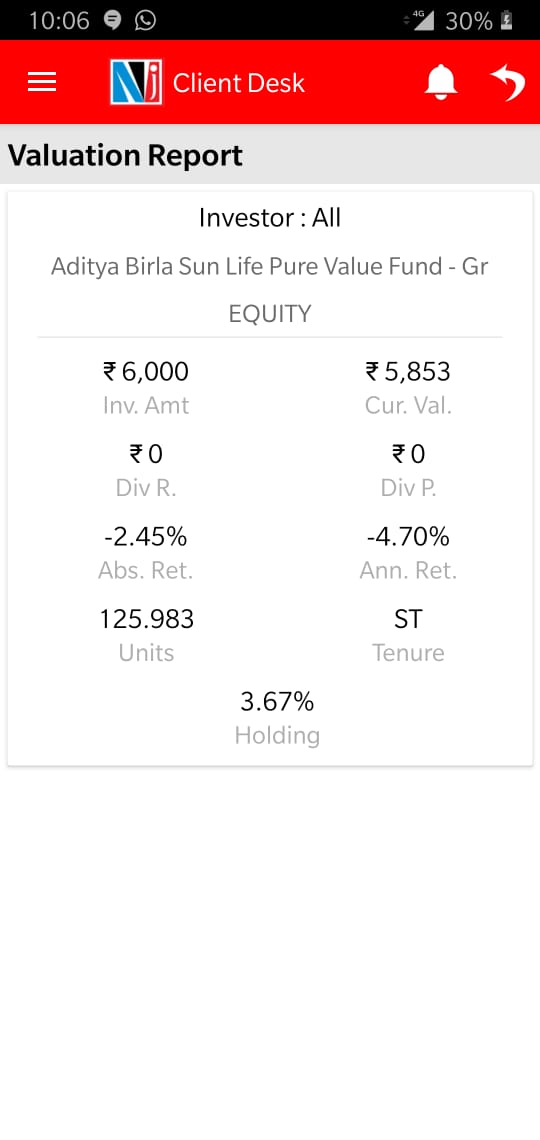 10:06 4G 30%
Nj Client Desk
Valuation Report
Investor : All
Aditya Birla Sun Life Pure Value Fund - Gr
EQUITY
₹ 6,000 ₹ 5,853
Inv. Amt Cur. Val.
₹ 0 ₹ 0
Div R. Div P.
-2.45% -4.70%
Abs. Ret. Ann. Ret.
125.983 ST
Units Tenure
3.67%
Holding